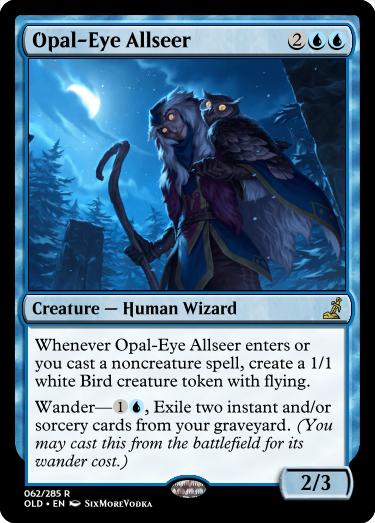 Opal-Eye Allseer 2
Creature — Human Wizard
Whenever Opal-Eye Allseer enters or
you cast a noncreature spell, create a 1/1
white Bird creature token with flying.
Wander—1, Exile two instant and/or
sorcery cards from your graveyard. (You
may cast this from the battlefield for its
wander cost.)
2/3
062/285 R
OLD • EN SixMoreVodka